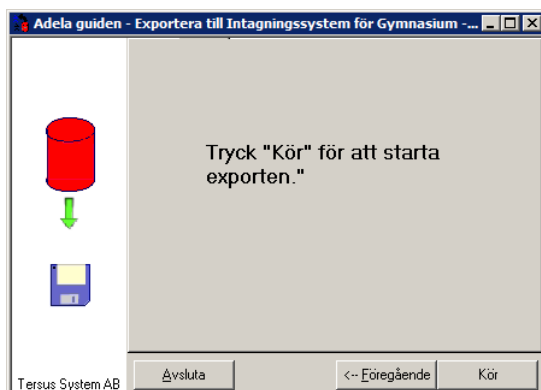 Adela guiden - Exportera till Intagningssystem för Gymnasium -...
Tryck "Kör" för att starta
exporten."
Tersus System AB
Avsluta
<-- Föregående
Kör